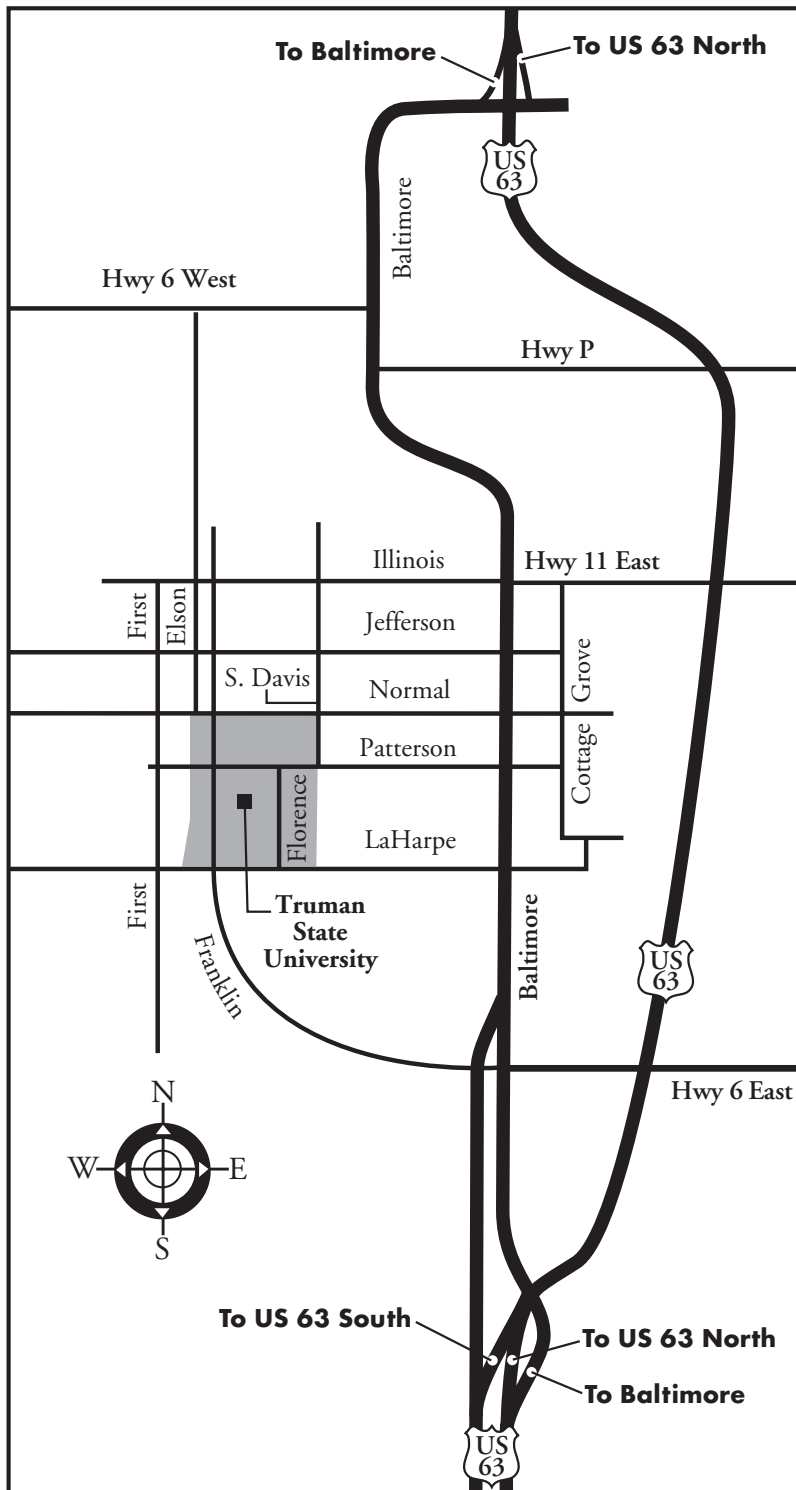 To Baltimore
To US 63 North
US
63
Baltimore
Hwy 6 West
Hwy P
Illinois
Hwy 11 East
First
Elson
Jefferson
Grove
S. Davis
Normal
Patterson
Cottage
Florence
LaHarpe
First
Truman
State
University
Franklin
Baltimore
US
63
Hwy 6 East
N
W
E
S
To US 63 South
To US 63 North
To Baltimore
US
63